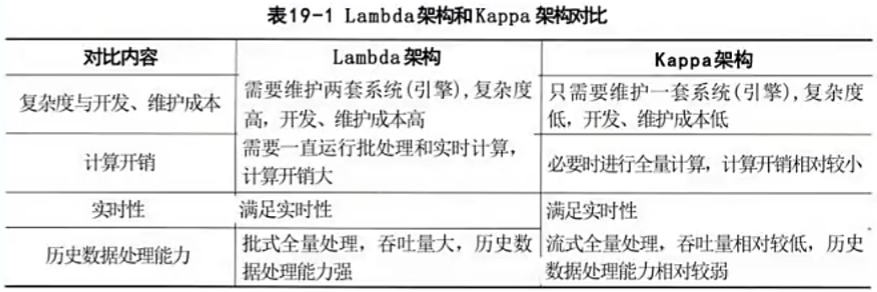 表19-1 Lambda架构和Kappa架构对比
对比内容 Lambda架构 Kappa架构
复杂度与开发、维护成本
需要维护两套系统(引擎),复杂度
高，开发、维护成本高
只需要维护一套系统(引擎),复杂度
低，开发、维护成本低
计算开销
需要一直运行批处理和实时计算，
计算开销大
必要时进行全量计算，计算开销相对较小
实时性 满足实时性 满足实时性
历史数据处理能力
批式全量处理，吞吐量大，历史数
据处理能力强
流式全量处理，吞吐量相对较低，历史
数据处理能力相对较弱